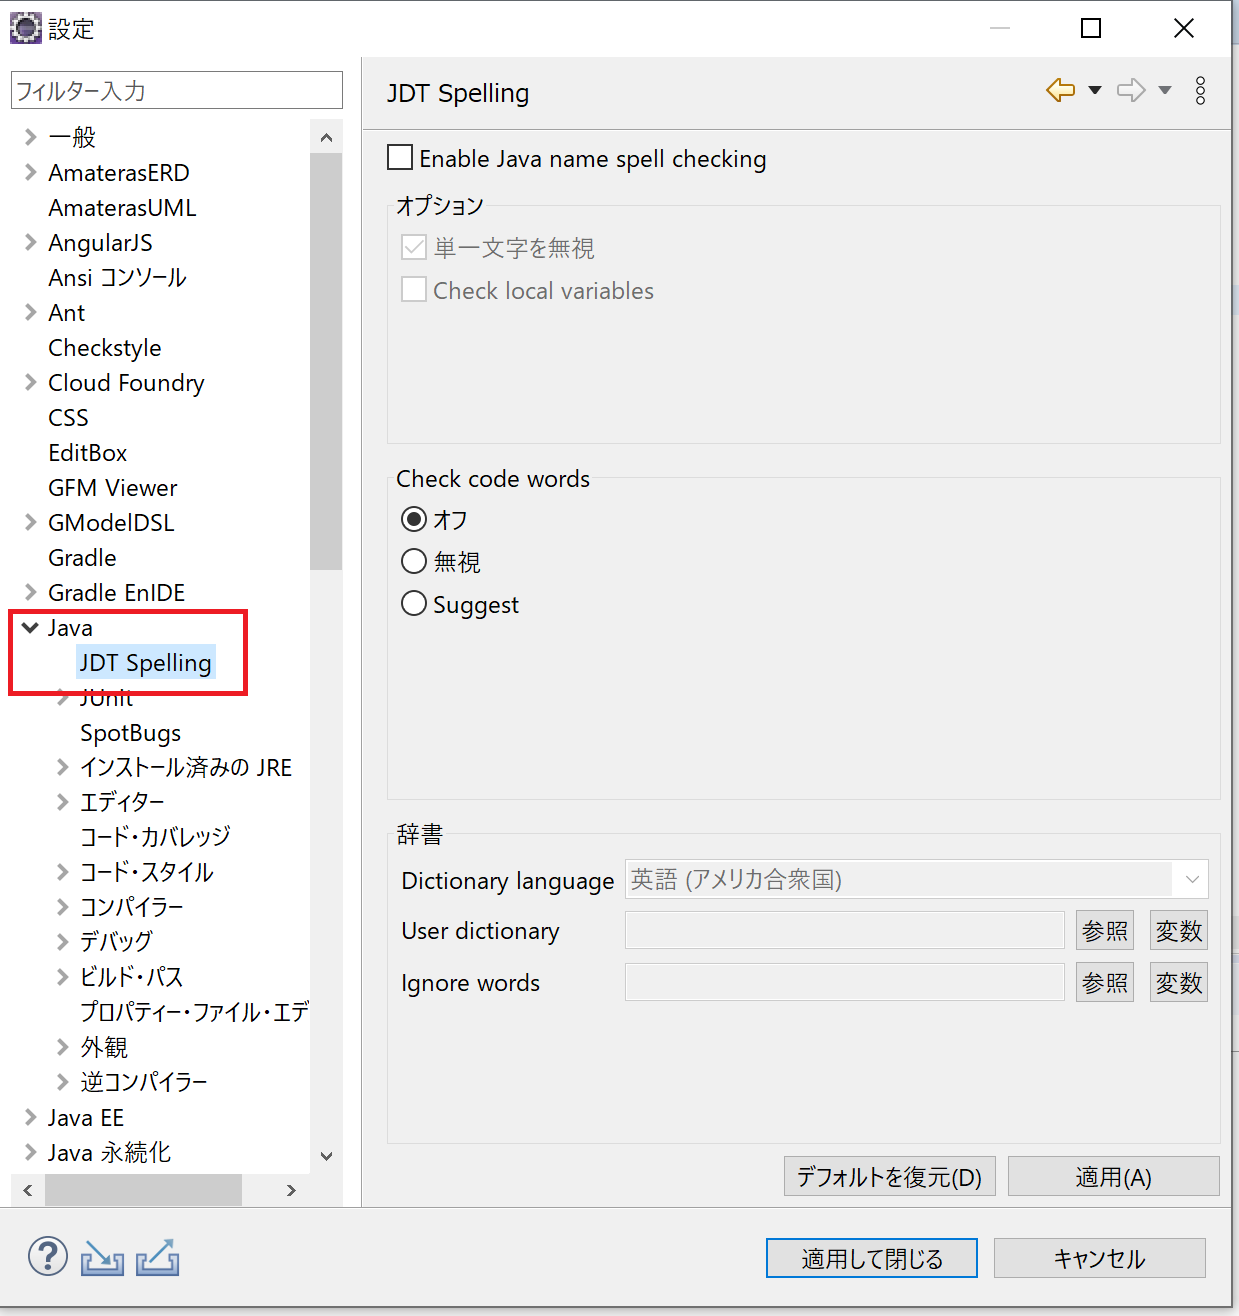 設定
フィルター入力
一般
AmaterasERD
AmaterasUML
AngularJS
Ansi コンソール
Ant
Checkstyle
Cloud Foundry
CSS
EditBox
GFM Viewer
GModelDSL
Gradle
Gradle EnIDE
Java
JDT Spelling
JUnit
SpotBugs
インストール済みの JRE
エディター
コード・カバレッジ
コード・スタイル
コンパイラー
デバッグ
ビルド・パス
プロパティー・ファイル・エデ
外観
逆コンパイラー
Java EE
Java 永続化
JDT Spelling
Enable Java name spell checking
オプション
単一文字を無視
Check local variables
Check code words
オフ
無視
Suggest
辞書
Dictionary language 英語 (アメリカ合衆国)
User dictionary 参照 変数
Ignore words 参照 変数
デフォルトを復元(D) 適用(A)
適用して閉じる キャンセル